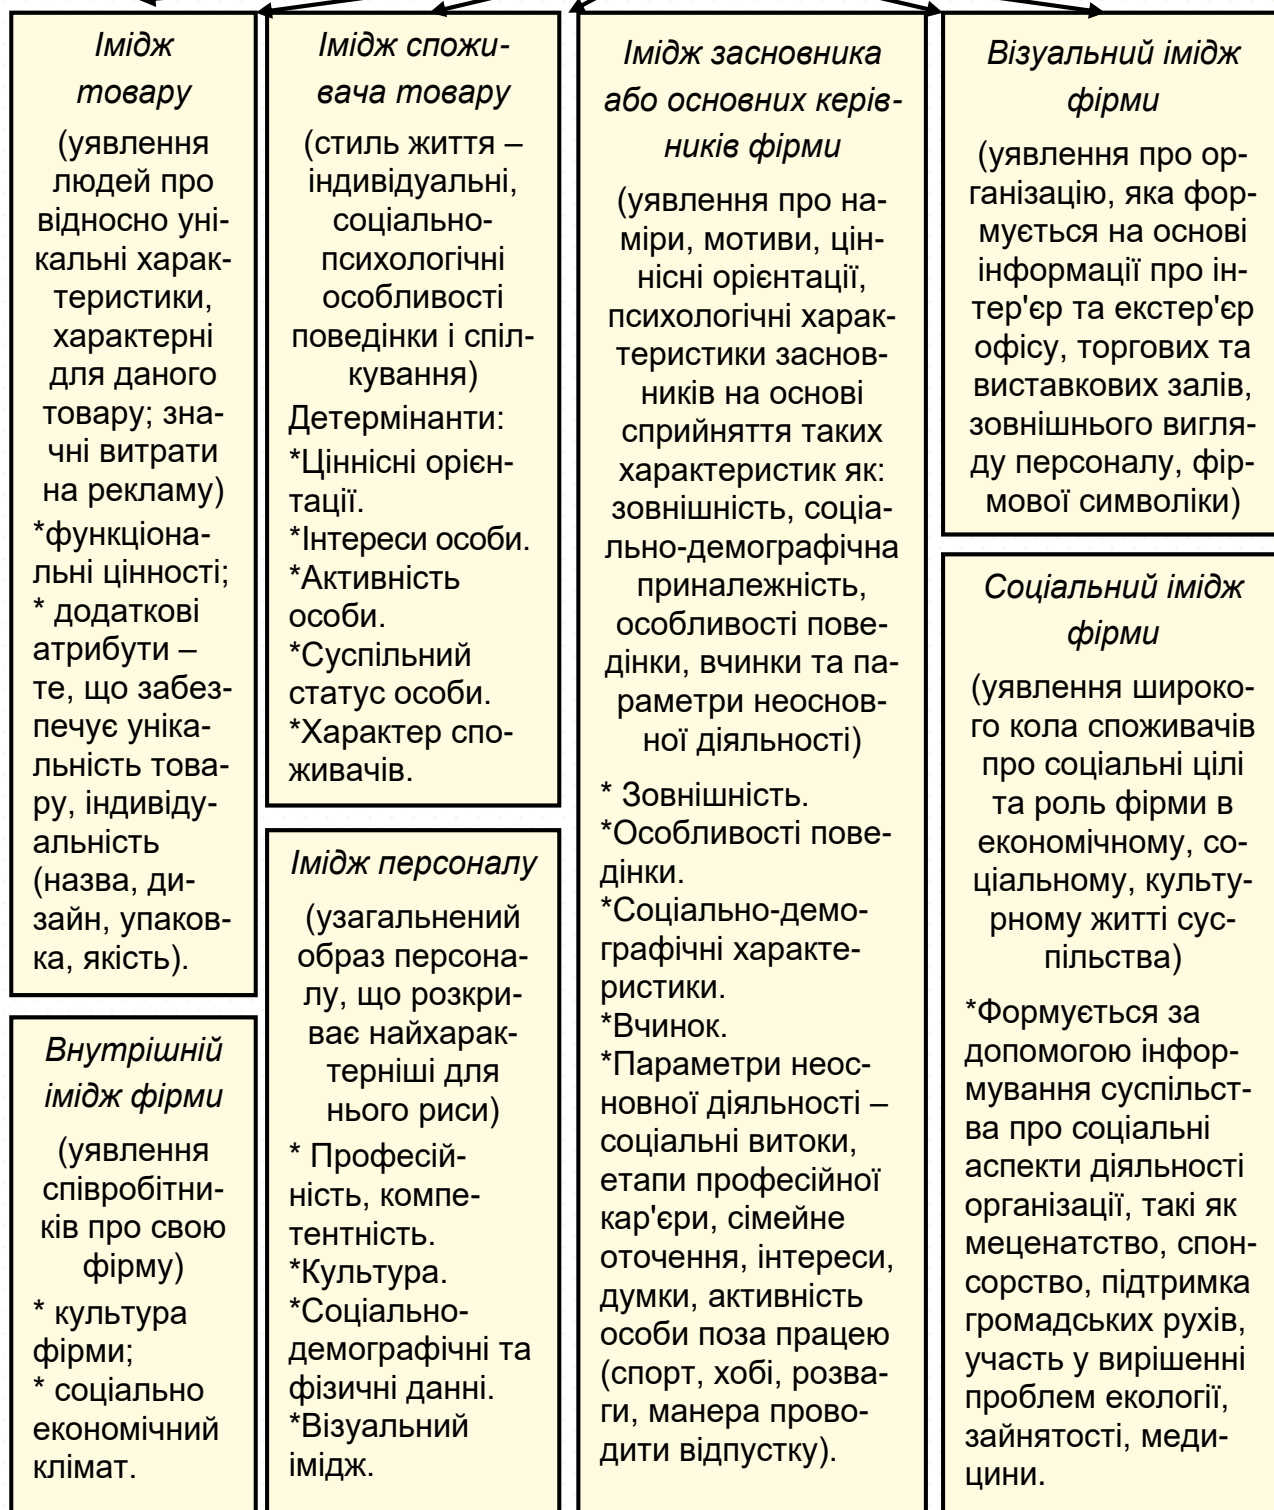 Імідж
товару
(уявлення
людей про
відносно уні-
кальні харак-
теристики,
характерні
для даного
товару; зна-
чні витрати
на рекламу)
*функціона-
льні цінності;
* додаткові
атрибути –
те, що забез-
печує уніка-
льність това-
ру, індивіду-
альність
(назва, ди-
зайн, упаков-
ка, якість).
Внутрішній
імідж фірми
(уявлення
співробітни-
ків про свою
фірму)
* культура
фірми;
* соціально
економічний
клімат.
Імідж спожи-
вача товару
(стиль життя –
індивідуальні,
соціально-
психологічні
особливості
поведінки і спіл-
кування)
Детермінанти:
*Ціннісні орієн-
тації.
*Інтереси особи.
*Активність
особи.
*Суспільний
статус особи.
*Характер спо-
живачів.
Імідж персоналу
(узагальнений
образ персона-
лу, що розкри-
ває найхарак-
терніші для
нього риси)
* Професій-
ність, компе-
тентність.
*Культура.
*Соціально-
демографічні та
фізичні данні.
*Візуальний
імідж.
Імідж засновника
або основних керів-
ників фірми
(уявлення про на-
міри, мотиви, цін-
нісні орієнтації,
психологічні харак-
теристики заснов-
ників на основі
сприйняття таких
характеристик як:
зовнішність, соціа-
льно-демографічна
приналежність,
особливості пове-
дінки, вчинки та па-
раметри неоснов-
ної діяльності)
* Зовнішність.
*Особливості пове-
дінки.
*Соціально-демо-
графічні характе-
ристики.
*Вчинок.
*Параметри неос-
новної діяльності –
соціальні витоки,
етапи професійної
кар'єри, сімейне
оточення, інтереси,
думки, активність
особи поза працею
(спорт, хобі, розва-
ги, манера прово-
дити відпустку).
Візуальний імідж
фірми
(уявлення про ор-
ганізацію, яка фор-
мується на основі
інформації про ін-
тер'єр та екстер'єр
офісу, торгових та
виставкових залів,
зовнішнього вигля-
ду персоналу, фір-
мової символіки)
Соціальний імідж
фірми
(уявлення широко-
го кола споживачів
про соціальні цілі
та роль фірми в
економічному, со-
ціальному, культу-
рному житті сус-
пільства)
*Формується за
допомогою інфор-
мування суспільст-
ва про соціальні
аспекти діяльності
організації, такі як
меценатство, спон-
сорство, підтримка
громадських рухів,
участь у вирішенні
проблем екології,
зайнятості, меди-
цини.